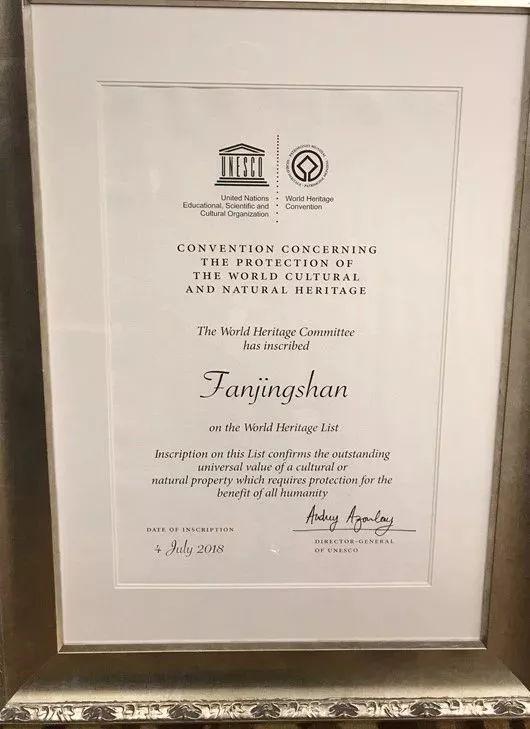 UNESCO
United Nations
Educational, Scientific and
Cultural Organization
World Heritage
Convention
CONVENTION CONCERNING
THE PROTECTION OF
THE WORLD CULTURAL
AND NATURAL HERITAGE
The World Heritage Committee
has inscribed
Fanjingshan
on the World Heritage List
Inscription on this List confirms the outstanding
universal value of a cultural or
natural property which requires protection for the
benefit of all humanity
DATE OF INSCRIPTION
4 July 2018
Audrey Azoulay
DIRECTOR-GENERAL
OF UNESCO